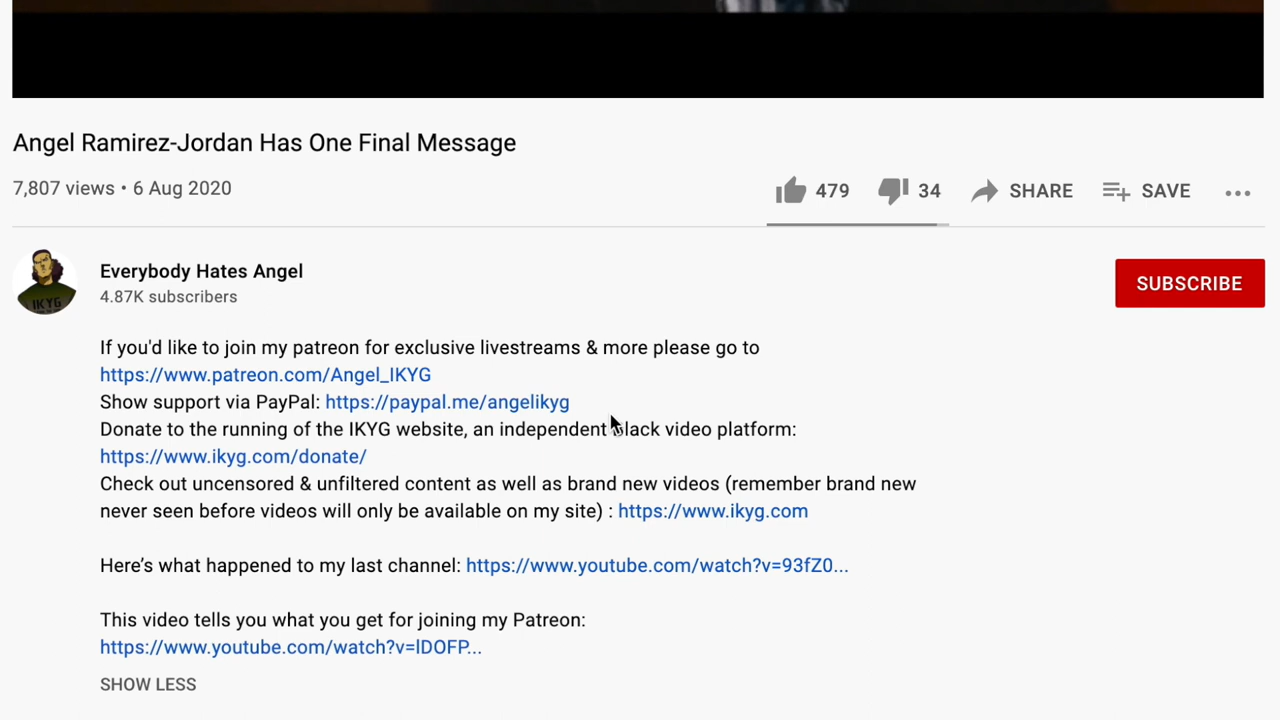 Angel Ramirez-Jordan Has One Final Message
7,807 views • 6 Aug 2020
479 34 SHARE SAVE
Everybody Hates Angel
4.87K subscribers
SUBSCRIBE
IKYG
If you'd like to join my patreon for exclusive livestreams & more please go to
https://www.patreon.com/Angel_IKYG
Show support via PayPal: https://paypal.me/angelikyg
Donate to the running of the IKYG website, an independent black video platform:
https://www.ikyg.com/donate/
Check out uncensored & unfiltered content as well as brand new videos (remember brand new
never seen before videos will only be available on my site) : https://www.ikyg.com
Here’s what happened to my last channel: https://www.youtube.com/watch?v=93fZ0...
This video tells you what you get for joining my Patreon:
https://www.youtube.com/watch?v=lDOFP...
SHOW LESS